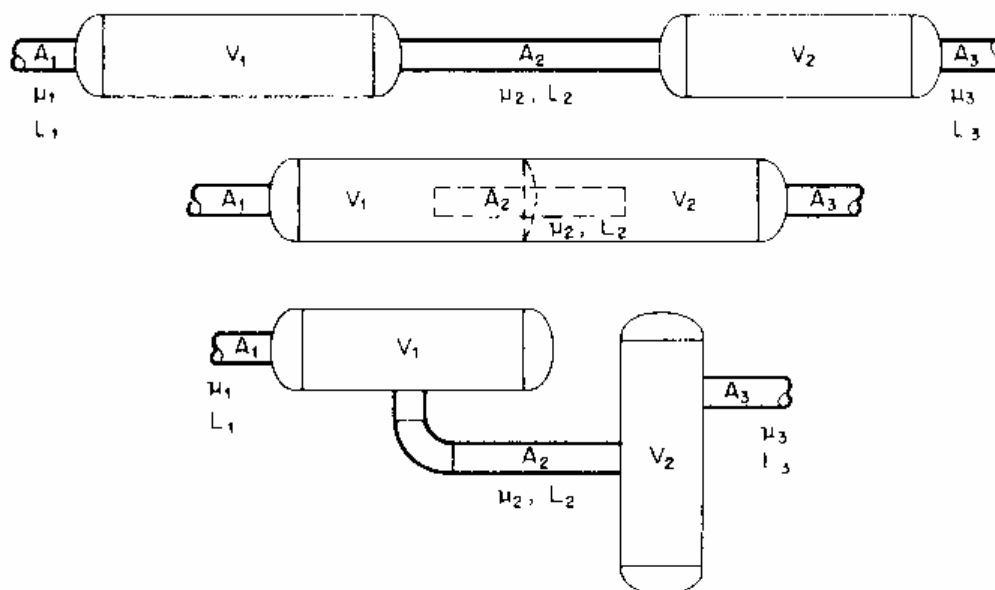 A₁ V₁ A₂ V₂ A₃
μ₁ μ₂, L₂ μ₃
L₁ L₃
A₁ V₁ A₂ V₂ A₃
μ₂, L₂
A₁ V₁
μ₁
L₁
A₃
A₂ V₂ μ₃
μ₂, L₂ L₃